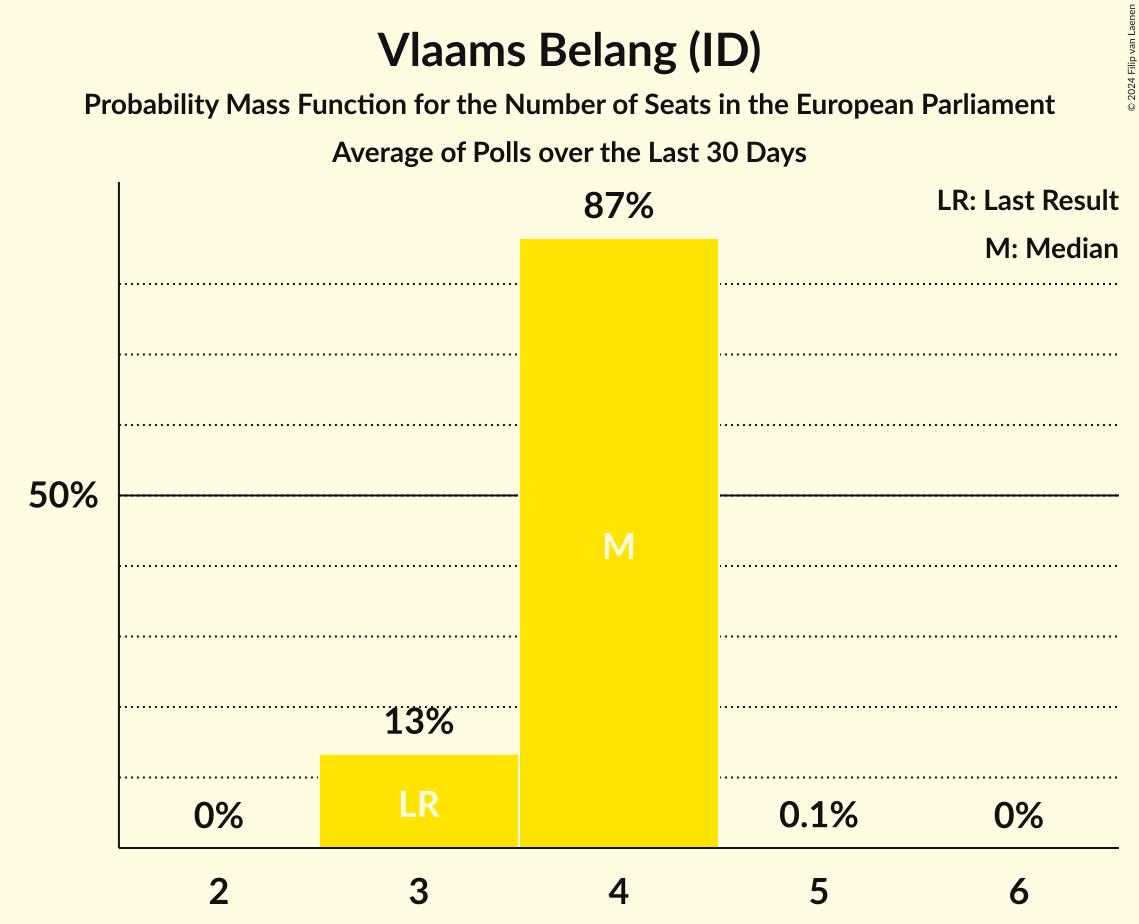 Vlaams Belang (ID)
Probability Mass Function for the Number of Seats in the European Parliament
Average of Polls over the Last 30 Days
© 2024 Filip van Laenen
LR: Last Result
M: Median
87%
50%
M
13%
LR
0%
0.1%
0%
2 3 4 5 6